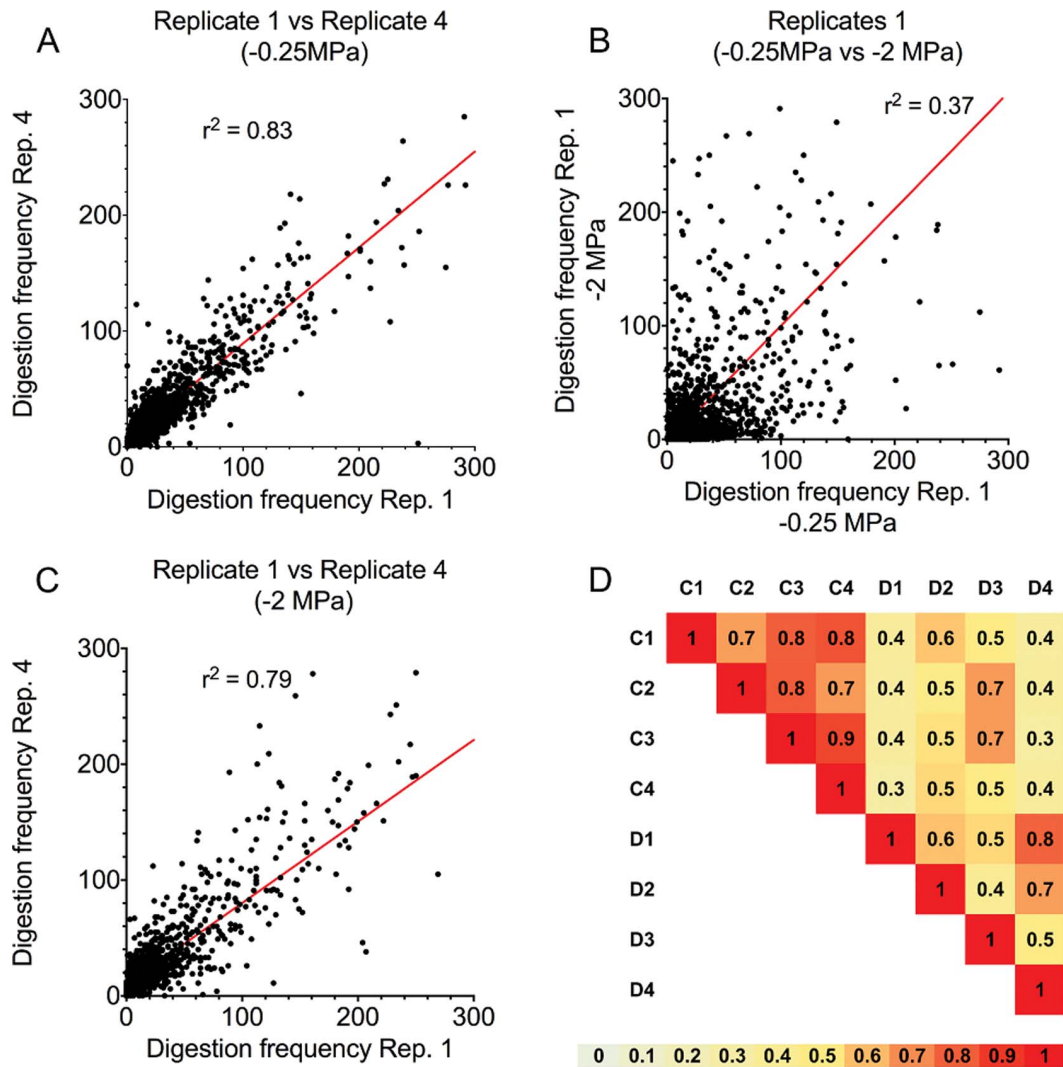 A
Replicate 1 vs Replicate 4
(-0.25MPa)
Digestion frequency Rep. 4
300
200
100
0
r² = 0.83
0 100 200 300
Digestion frequency Rep. 1
B
Replicates 1
(-0.25MPa vs -2 MPa)
Digestion frequency Rep. 1
-2 MPa
300
200
100
0
r² = 0.37
0 100 200 300
Digestion frequency Rep. 1
-0.25 MPa
C
Replicate 1 vs Replicate 4
(-2 MPa)
Digestion frequency Rep. 4
300
200
100
0
r² = 0.79
0 100 200 300
Digestion frequency Rep. 1
D
C1 C2 C3 C4 D1 D2 D3 D4
C1 1 0.7 0.8 0.8 0.4 0.6 0.5 0.4
C2 1 0.8 0.7 0.4 0.5 0.7 0.4
C3 1 0.9 0.4 0.5 0.7 0.3
C4 1 0.3 0.5 0.5 0.4
D1 1 0.6 0.5 0.8
D2 1 0.4 0.7
D3 1 0.5
D4 1
0 0.1 0.2 0.3 0.4 0.5 0.6 0.7 0.8 0.9 1